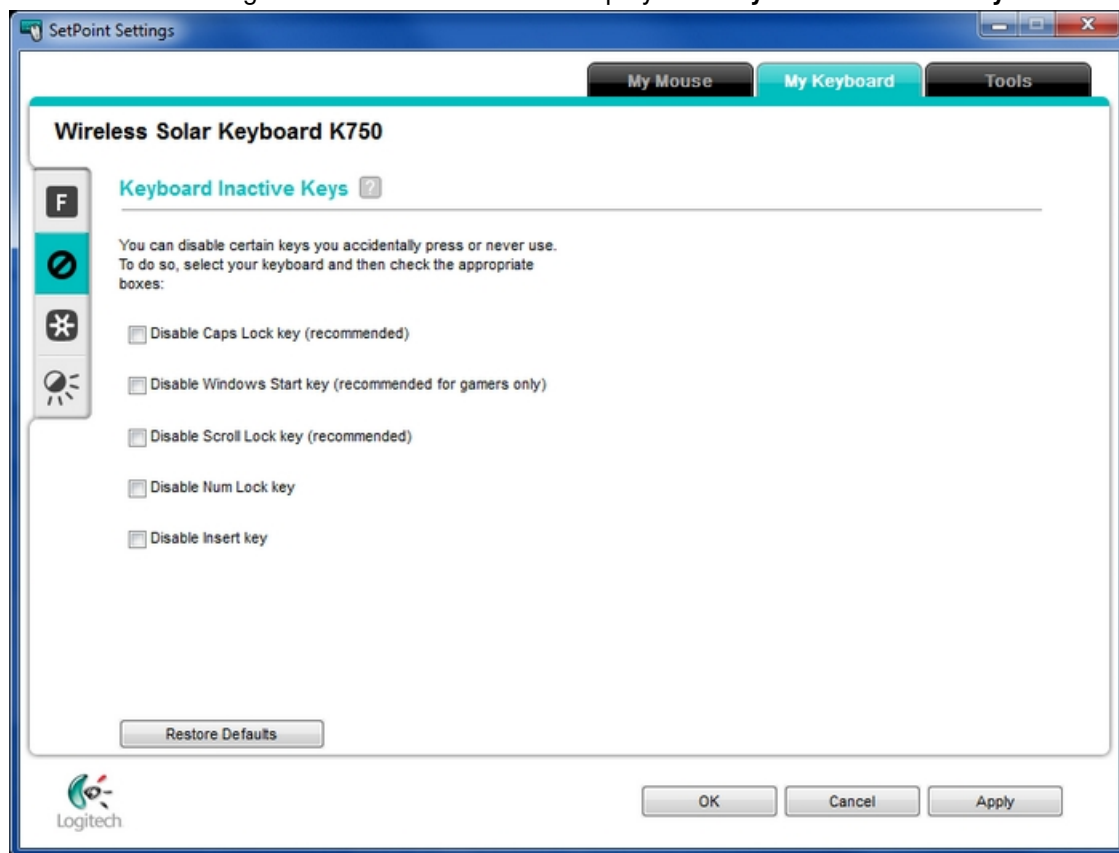 SetPoint Settings
My Mouse
My Keyboard
Tools
Wireless Solar Keyboard K750
F
Keyboard Inactive Keys ?
You can disable certain keys you accidentally press or never use.
To do so, select your keyboard and then check the appropriate
boxes:
Disable Caps Lock key (recommended)
Disable Windows Start key (recommended for gamers only)
Disable Scroll Lock key (recommended)
Disable Num Lock key
Disable Insert key
Restore Defaults
Logitech
OK
Cancel
Apply